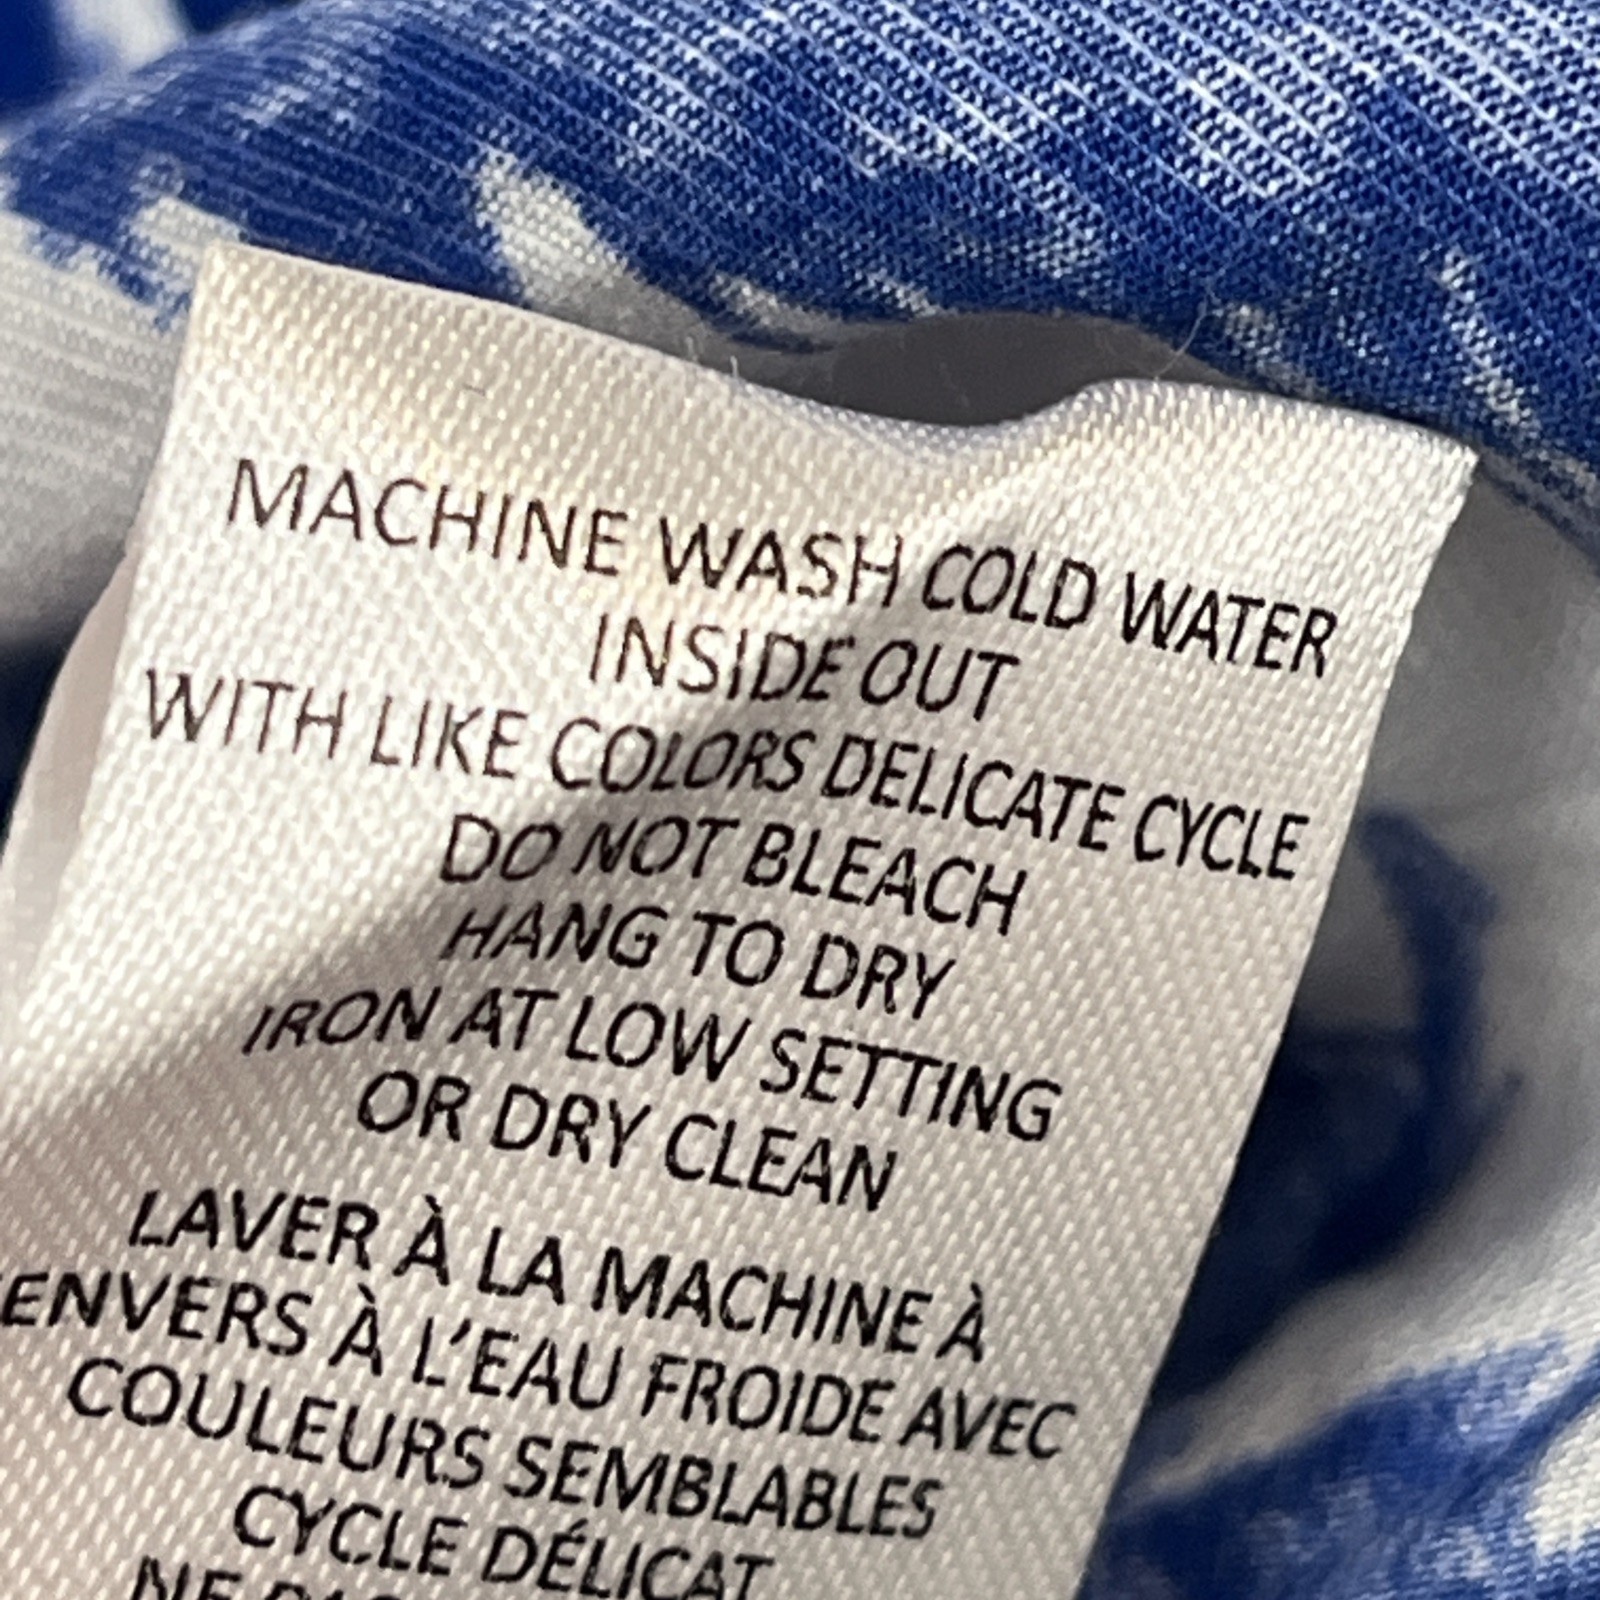 MACHINE WASH COLD WATER
INSIDE OUT
WITH LIKE COLORS DELICATE CYCLE
DO NOT BLEACH
HANG TO DRY
IRON AT LOW SETTING
OR DRY CLEAN
LAVER À LA MACHINE À
ENVERS À L'EAU FROIDE AVEC
COULEURS SEMBLABLES
CYCLE DÉLICAT
NE